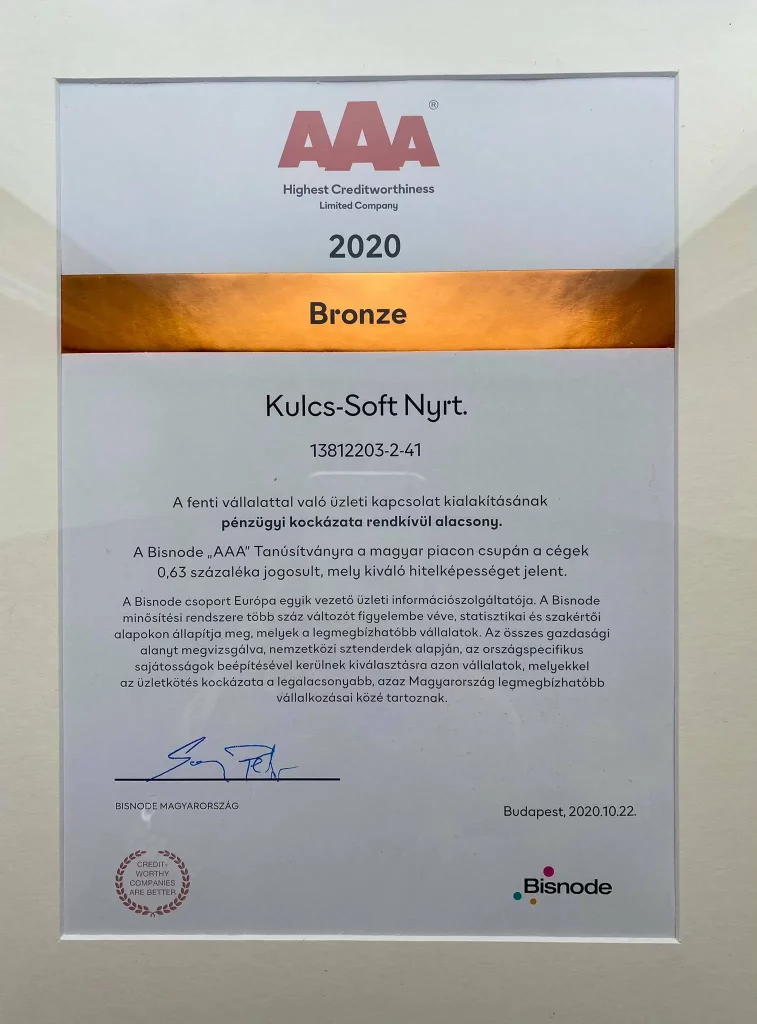 AAA®
Highest Creditworthiness
Limited Company
2020
Bronze
Kulcs-Soft Nyrt.
13812203-2-41
A fenti vállalattal való üzleti kapcsolat kialakításának
pénzügyi kockázata rendkívül alacsony.
A Bisnode „AAA” Tanúsítványra a magyar piacon csupán a cégek
0,63 százaléka jogosult, mely kiváló hitelképességet jelent.
A Bisnode csoport Európa egyik vezető üzleti információszolgáltatója. A Bisnode
minősítési rendszere több száz változót figyelembe véve, statisztikai és szakértői
alapokon állapítja meg, melyek a legmegbízhatóbb vállalatok. Az összes gazdasági
alanyt megvizsgálva, nemzetközi sztenderdek alapján, az országspecifikus
sajátosságok beépítésével kerülnek kiválasztásra azon vállalatok, melyekkel
az üzletkötés kockázata a legalacsonyabb, azaz Magyarország legmegbízhatóbb
vállalkozásai közé tartoznak.
BISNODE MAGYARORSZÁG
Budapest, 2020.10.22.
CREDIT-
WORTHY
COMPANIES
ARE BETTER
Bisnode